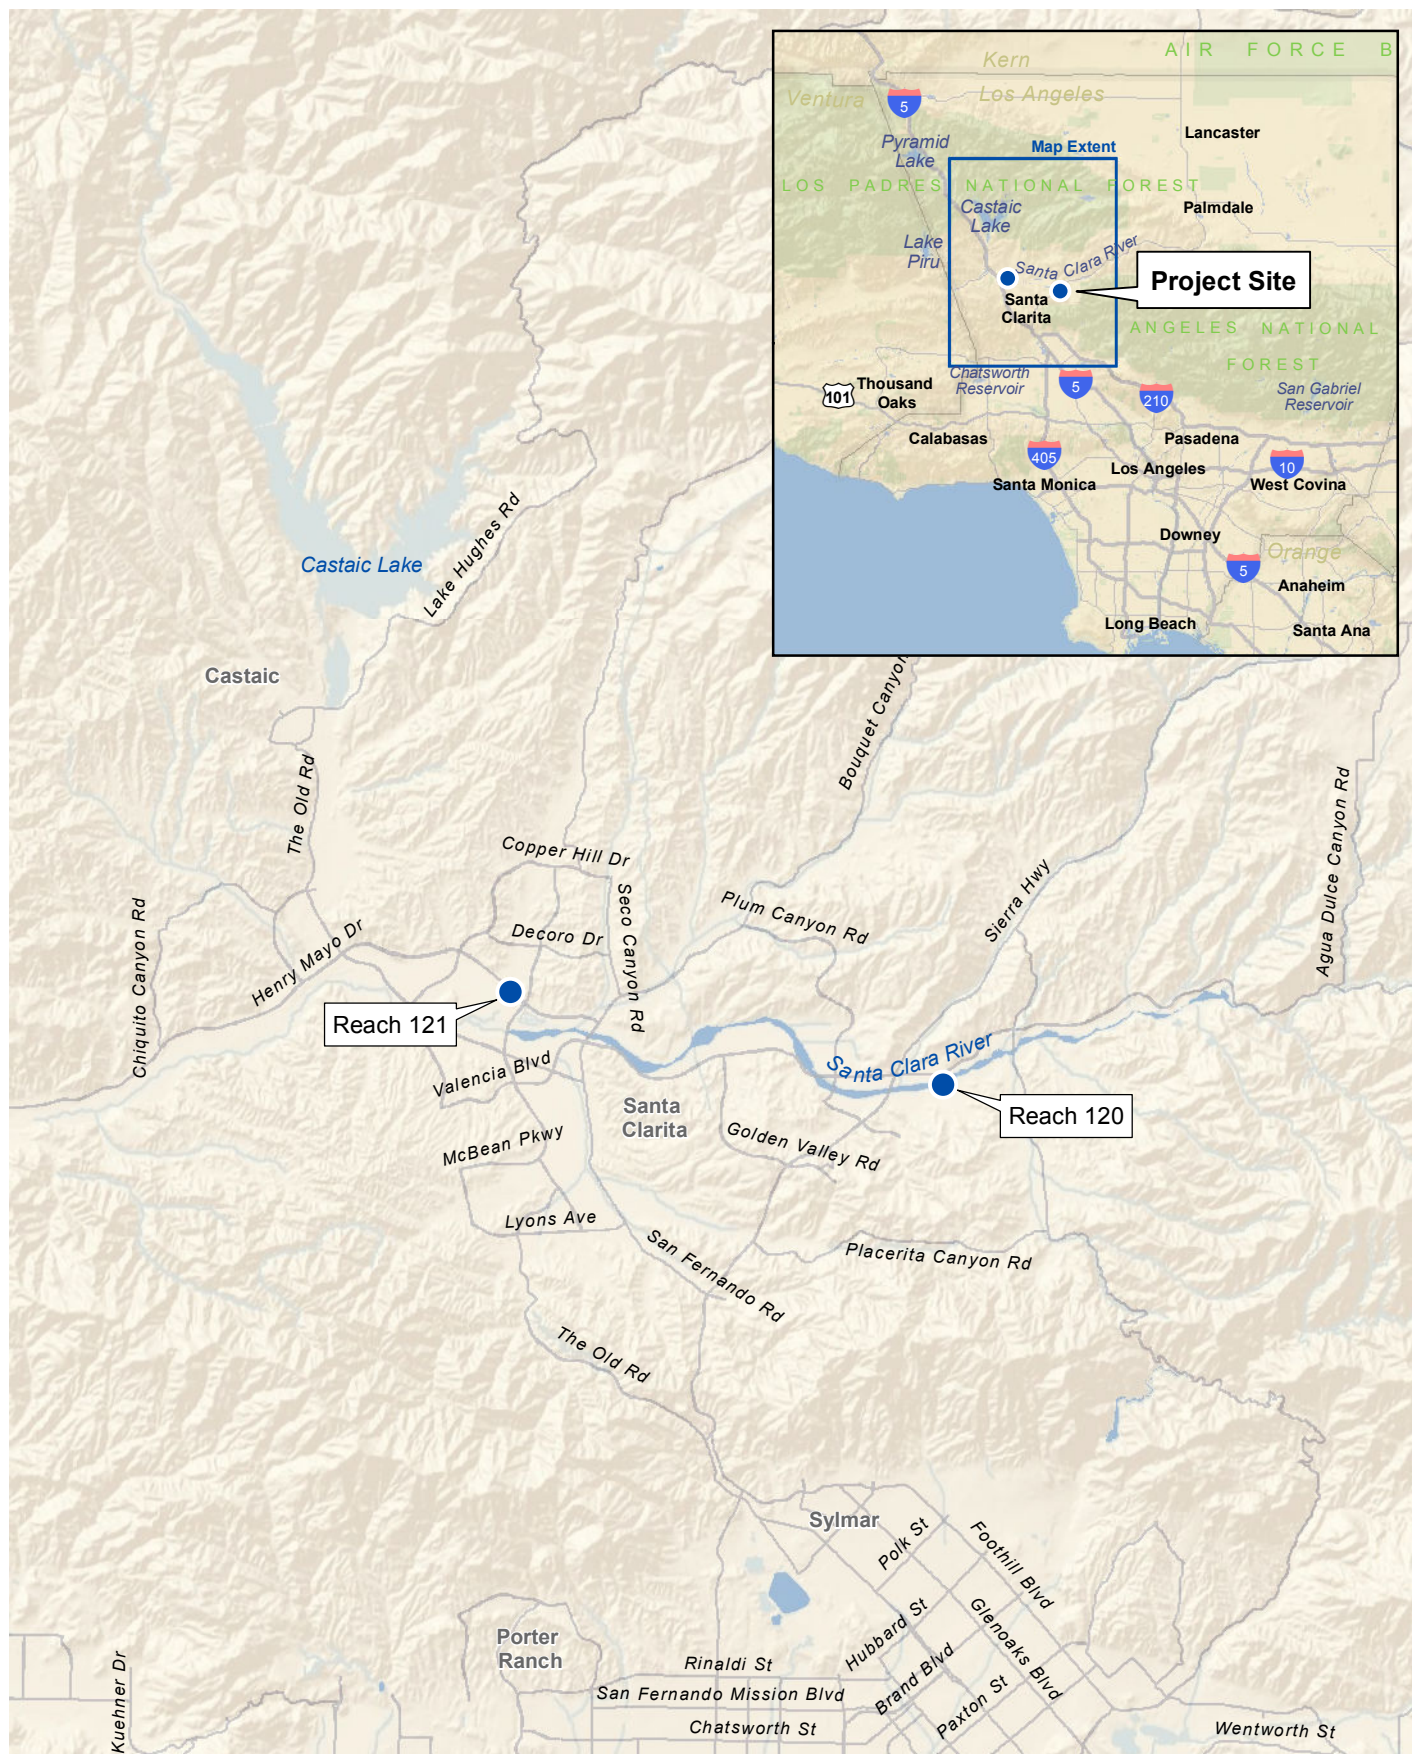 Kern
AIR FORCE B
Ventura
Los Angeles
5
Pyramid
Lake
Lancaster
Map Extent
LOS PADRES NATIONAL FOREST
Castaic
Lake
Palmdale
Lake
Piru
Santa Clara River
Project Site
Santa
Clarita
ANGELES NATIONAL
FOREST
Chatsworth
Reservoir
5
101
Thousand
Oaks
210
San Gabriel
Reservoir
Calabasas
Pasadena
405
Los Angeles
10
Santa Monica
West Covina
Downey
Orange
5
Anaheim
Long Beach
Santa Ana
Lake Hughes Rd
Castaic Lake
Castaic
Bouquet Canyon
The Old Rd
Agua Dulce Canyon Rd
Copper Hill Dr
Seco Canyon Rd
Plum Canyon Rd
Sierra Hwy
Chiquito Canyon Rd
Henry Mayo Dr
Decoro Dr
Reach 121
Santa Clara River
Valencia Blvd
Santa
Clarita
Reach 120
McBean Pkwy
Golden Valley Rd
Lyons Ave
San Fernando Rd
Placerita Canyon Rd
The Old Rd
Sylmar
Polk St
Foothill Blvd
Hubbard St
Glenoaks Blvd
Porter
Ranch
Rinaldi St
Brand Blvd
Paxton St
San Fernando Mission Blvd
Kuehner Dr
Chatsworth St
Wentworth St